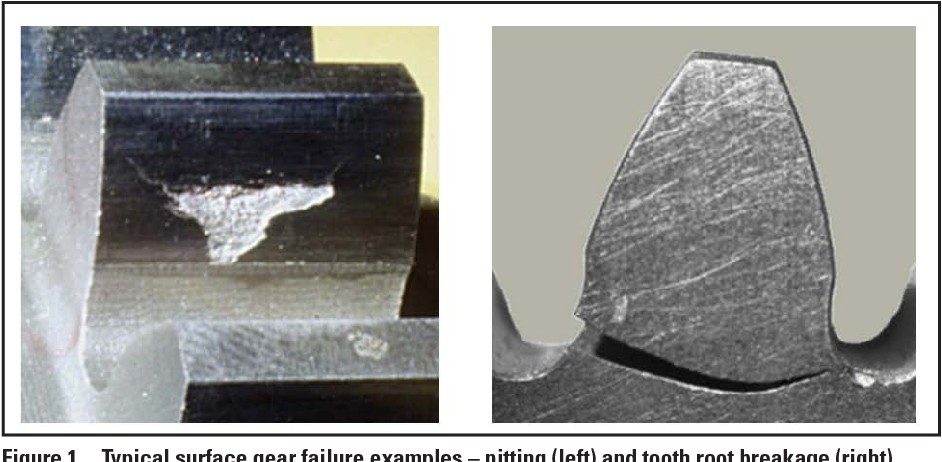 Figure 1 Typical surface gear failure examples – pitting (left) and tooth root breakage (right)